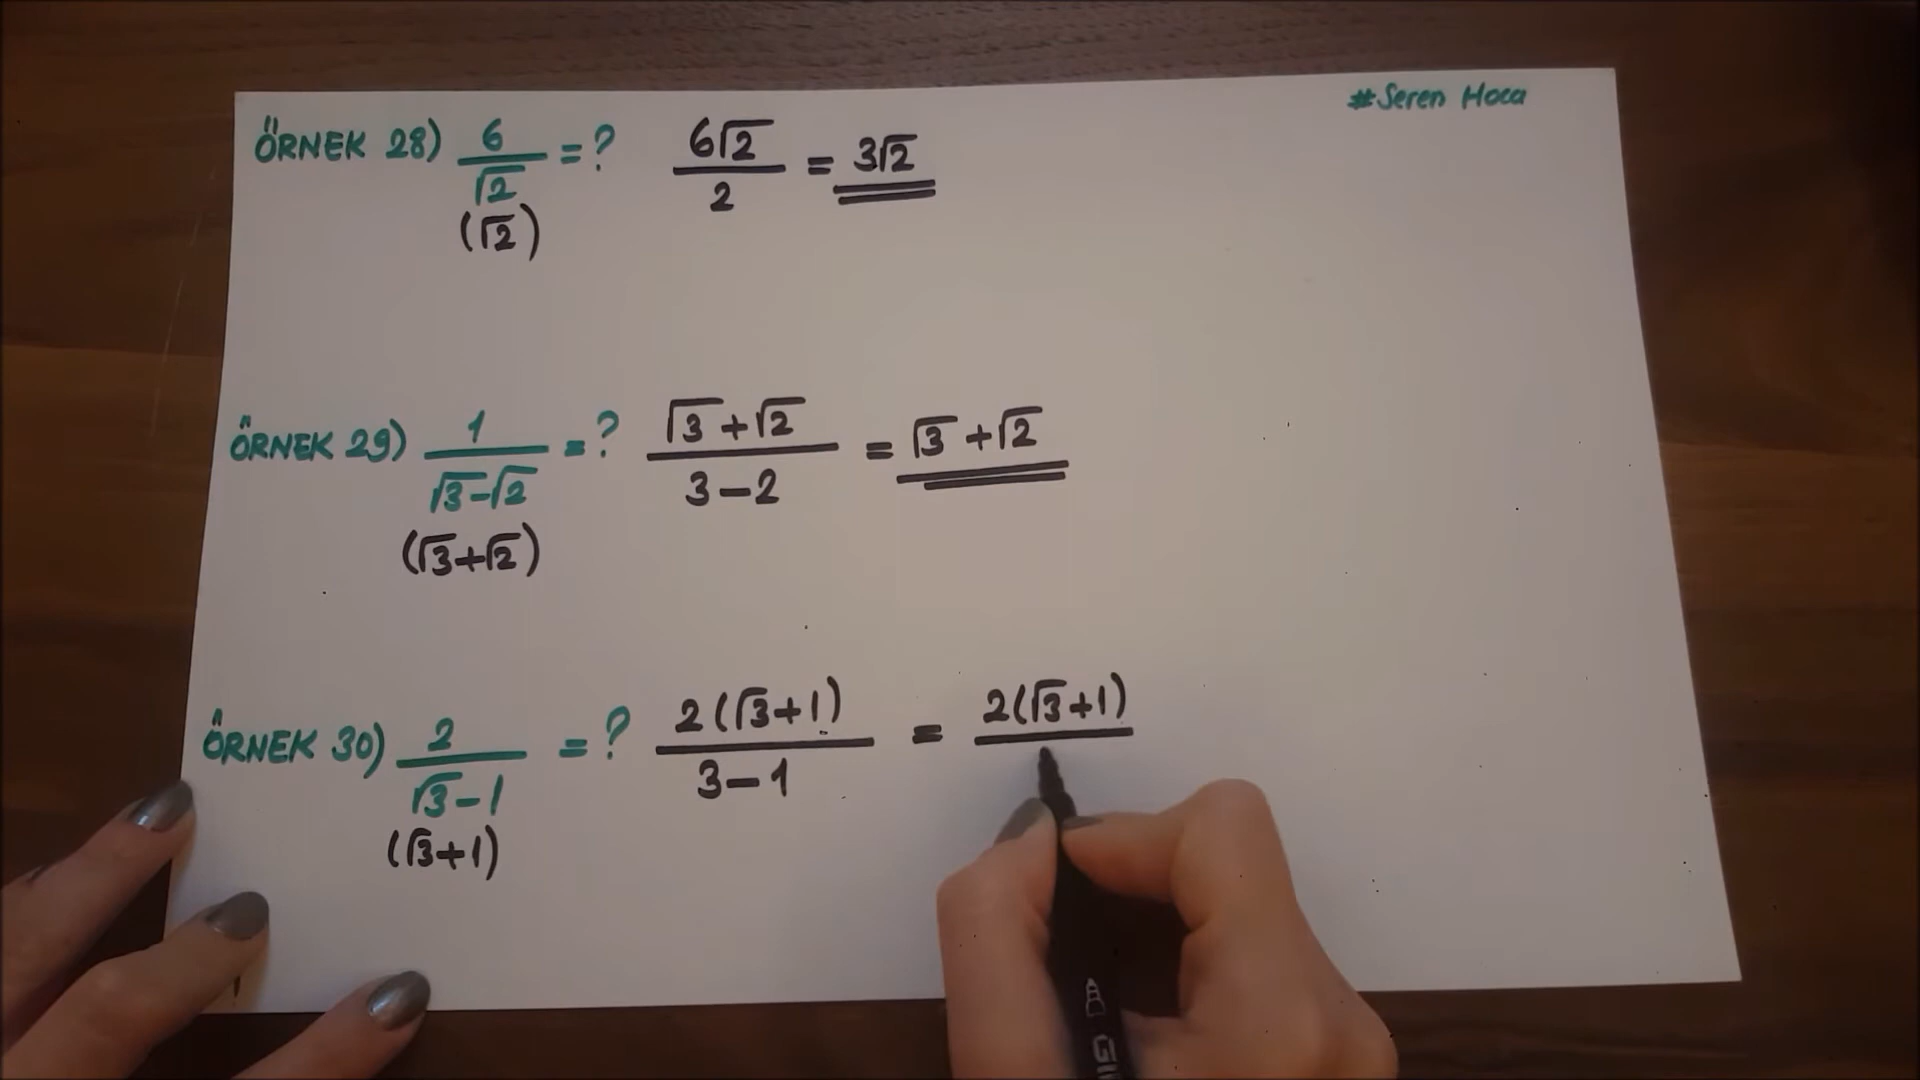 #Seren Hoca
ÖRNEK 28) 6/√2 = ? 6√2/2 = 3√2
(√2)
ÖRNEK 29) 1/(√3-√2) = ? (√3+√2)/(3-2) = √3+√2
(√3+√2)
ÖRNEK 30) 2/(√3-1) = ? 2(√3+1)/(3-1) = 2(√3+1)
(√3+1)